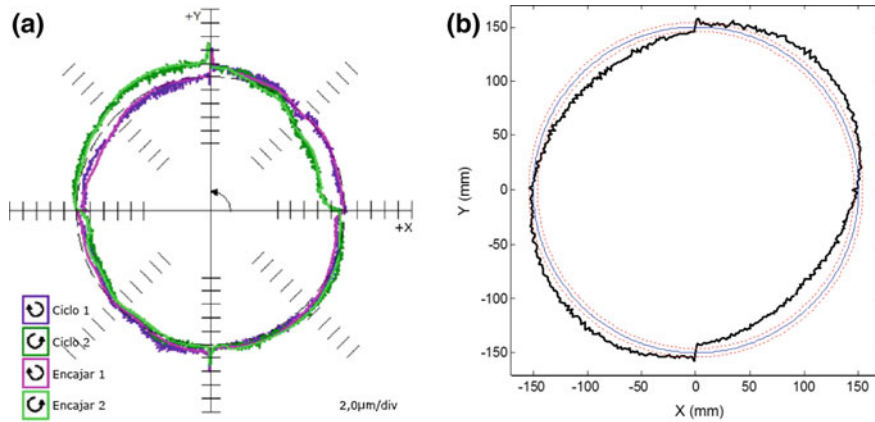 (a)
+Y
+X
Ciclo 1
Ciclo 2
Encajar 1
Encajar 2
2,0µm/div
(b)
150
100
50
0
-50
-100
-150
Y (mm)
-150 -100 -50 0 50 100 150
X (mm)